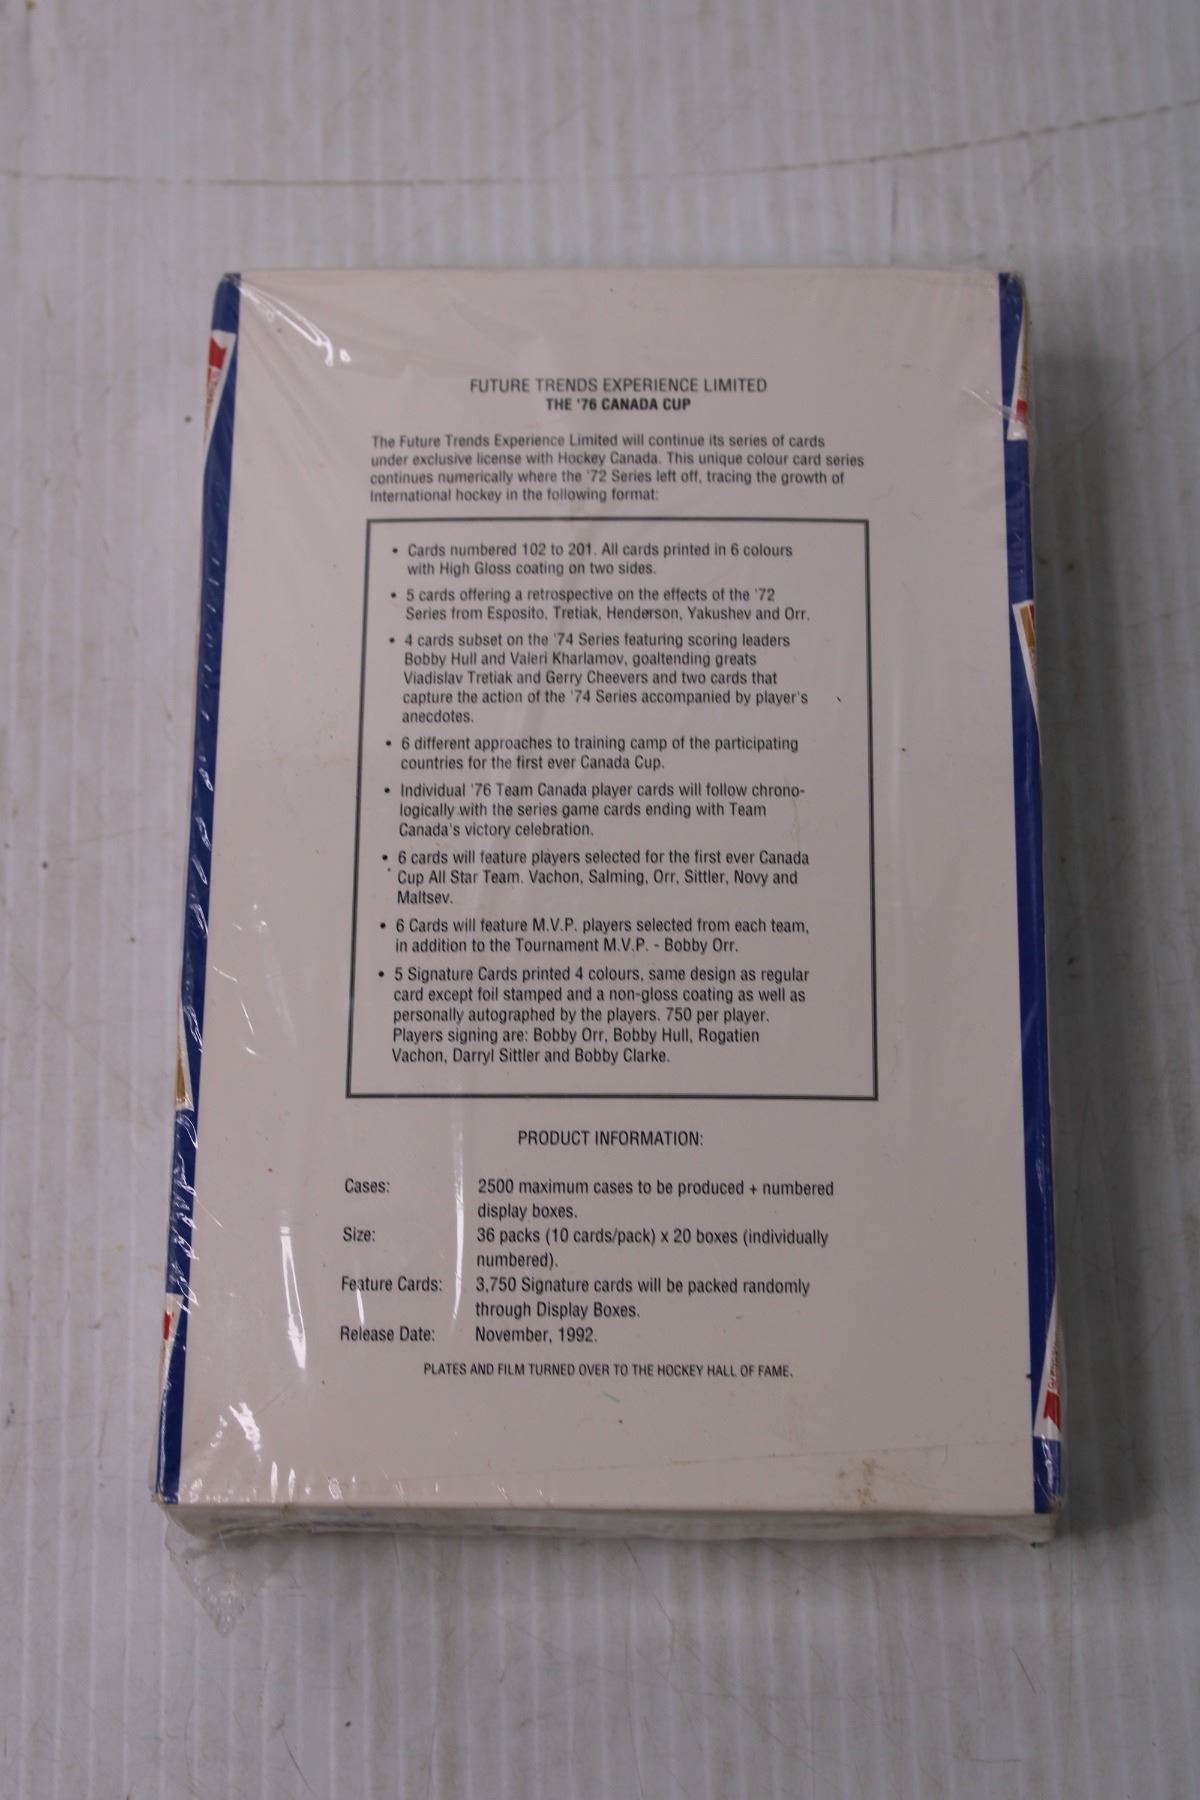 FUTURE TRENDS EXPERIENCE LIMITED
THE '76 CANADA CUP
The Future Trends Experience Limited will continue its series of cards
under exclusive license with Hockey Canada. This unique colour card series
continues numerically where the '72 Series left off, tracing the growth of
International hockey in the following format:
• Cards numbered 102 to 201. All cards printed in 6 colours
with High Gloss coating on two sides.
• 5 cards offering a retrospective on the effects of the '72
Series from Esposito, Tretiak, Henderson, Yakushev and Orr.
• 4 cards subset on the '74 Series featuring scoring leaders
Bobby Hull and Valeri Kharlamov, goaltending greats
Vladislav Tretiak and Gerry Cheevers and two cards that
capture the action of the '74 Series accompanied by player's
anecdotes.
• 6 different approaches to training camp of the participating
countries for the first ever Canada Cup.
• Individual '76 Team Canada player cards will follow chrono-
logically with the series game cards ending with Team
Canada's victory celebration.
• 6 cards will feature players selected for the first ever Canada
Cup All Star Team. Vachon, Salming, Orr, Sittler, Novy and
Maltsev.
• 6 Cards will feature M.V.P. players selected from each team,
in addition to the Tournament M.V.P. - Bobby Orr.
• 5 Signature Cards printed 4 colours, same design as regular
card except foil stamped and a non-gloss coating as well as
personally autographed by the players. 750 per player.
Players signing are: Bobby Orr, Bobby Hull, Rogatien
Vachon, Darryl Sittler and Bobby Clarke.
PRODUCT INFORMATION:
Cases: 2500 maximum cases to be produced + numbered
display boxes.
Size: 36 packs (10 cards/pack) x 20 boxes (individually
numbered).
Feature Cards: 3,750 Signature cards will be packed randomly
through Display Boxes.
Release Date: November, 1992.
PLATES AND FILM TURNED OVER TO THE HOCKEY HALL OF FAME.